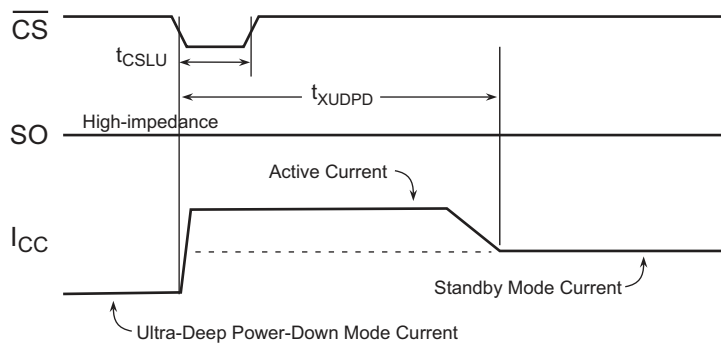 CS
tCSLU
tXUDPD
High-impedance
SO
Active Current
ICC
Standby Mode Current
Ultra-Deep Power-Down Mode Current